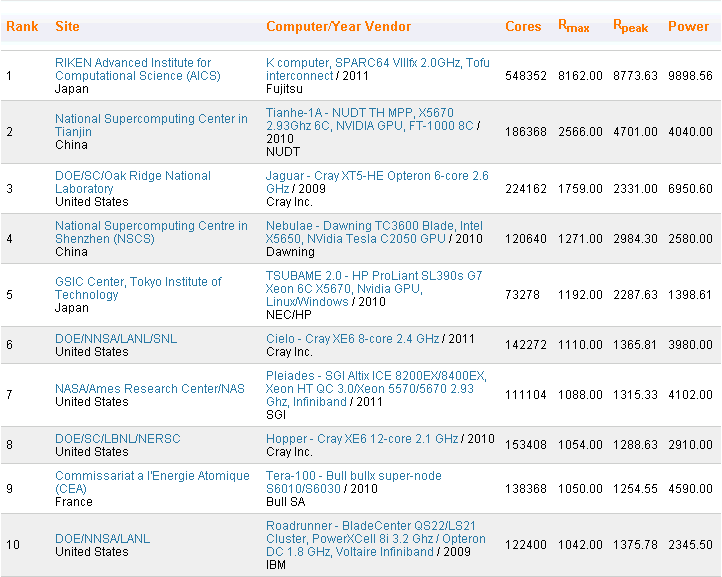 Rank Site Computer/Year Vendor Cores Rmax Rpeak Power
RIKEN Advanced Institute for
Computational Science (AICS)
Japan
K computer, SPARC64 VIIIfx 2.0GHz, Tofu
interconnect / 2011
Fujitsu
1 548352 8162.00 8773.63 9898.56
National Supercomputing Center in
Tianjin
China
Tianhe-1A - NUDT TH MPP, X5670
2.93Ghz 6C, NVIDIA GPU, FT-1000 8C /
2010
NUDT
2 186368 2566.00 4701.00 4040.00
DOE/SC/Oak Ridge National
Laboratory
United States
Jaguar - Cray XT5-HE Opteron 6-core 2.6
GHz / 2009
Cray Inc.
3 224162 1759.00 2331.00 6950.60
National Supercomputing Centre in
Shenzhen (NSCS)
China
Nebulae - Dawning TC3600 Blade, Intel
X5650, NVidia Tesla C2050 GPU / 2010
Dawning
4 120640 1271.00 2984.30 2580.00
GSIC Center, Tokyo Institute of
Technology
Japan
TSUBAME 2.0 - HP ProLiant SL390s G7
Xeon 6C X5670, Nvidia GPU,
Linux/Windows / 2010
NEC/HP
5 73278 1192.00 2287.63 1398.61
DOE/NNSA/LANL/SNL
United States
Cielo - Cray XE6 8-core 2.4 GHz / 2011
Cray Inc.
6 142272 1110.00 1365.81 3980.00
NASA/Ames Research Center/NAS
United States
Pleiades - SGI Altix ICE 8200EX/8400EX,
Xeon HT QC 3.0/Xeon 5570/5670 2.93
Ghz, Infiniband / 2011
SGI
7 111104 1088.00 1315.33 4102.00
DOE/SC/LBNL/NERSC
United States
Hopper - Cray XE6 12-core 2.1 GHz / 2010
Cray Inc.
8 153408 1054.00 1288.63 2910.00
Commissariat a l'Energie Atomique
(CEA)
France
Tera-100 - Bull bullx super-node
S6010/S6030 / 2010
Bull SA
9 138368 1050.00 1254.55 4590.00
DOE/NNSA/LANL
United States
Roadrunner - BladeCenter QS22/LS21
Cluster, PowerXCell 8i 3.2 Ghz / Opteron
DC 1.8 GHz, Voltaire Infiniband / 2009
IBM
10 122400 1042.00 1375.78 2345.50